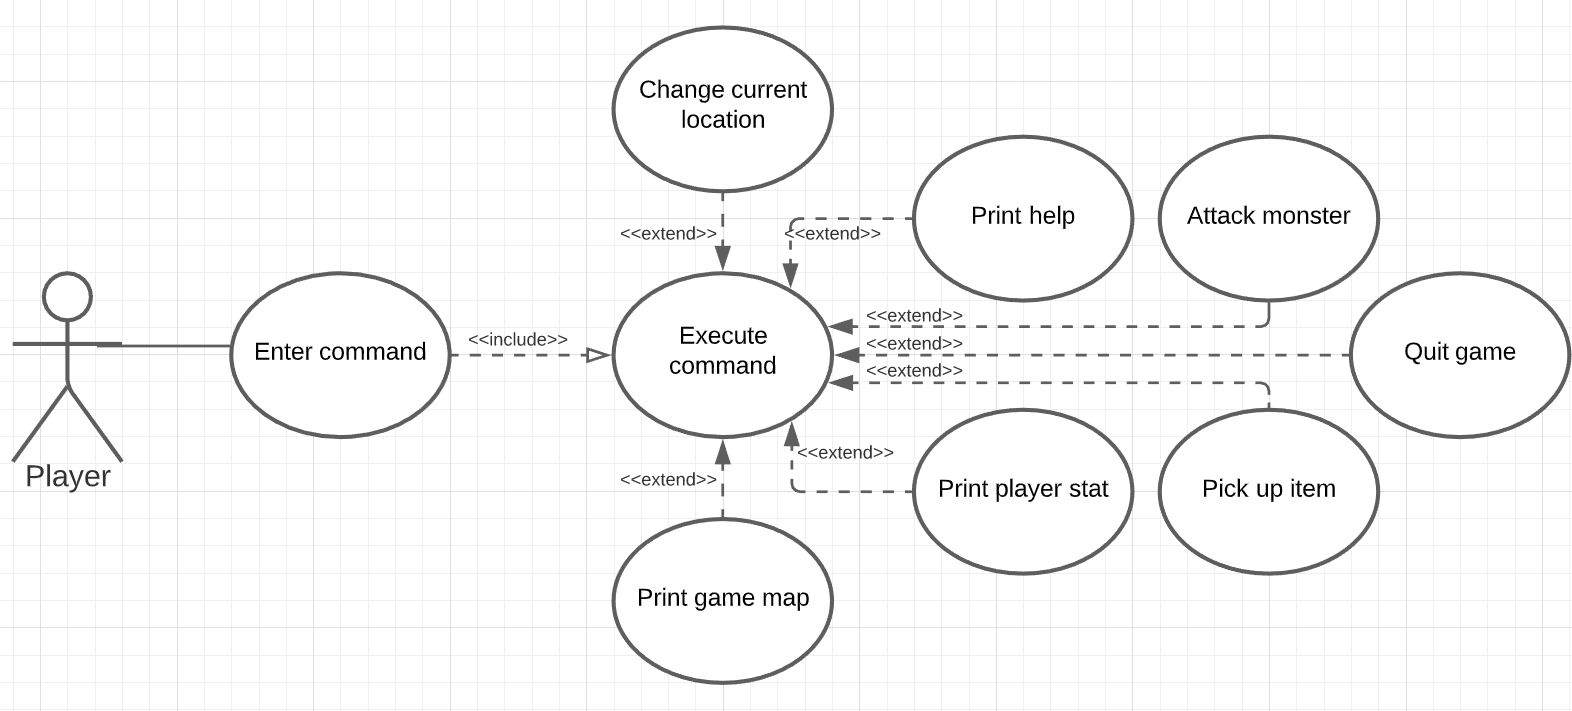 Change current
location
Print help
Attack monster
<<extend>>
<<extend>>
Enter command
<<include>>
Execute
command
<<extend>>
<<extend>>
<<extend>>
Quit game
Player
<<extend>>
<<extend>>
Print player stat
Pick up item
Print game map